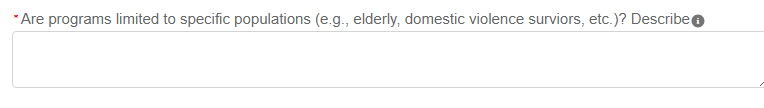 *Are programs limited to specific populations (e.g., elderly, domestic violence surviors, etc.)? Describe